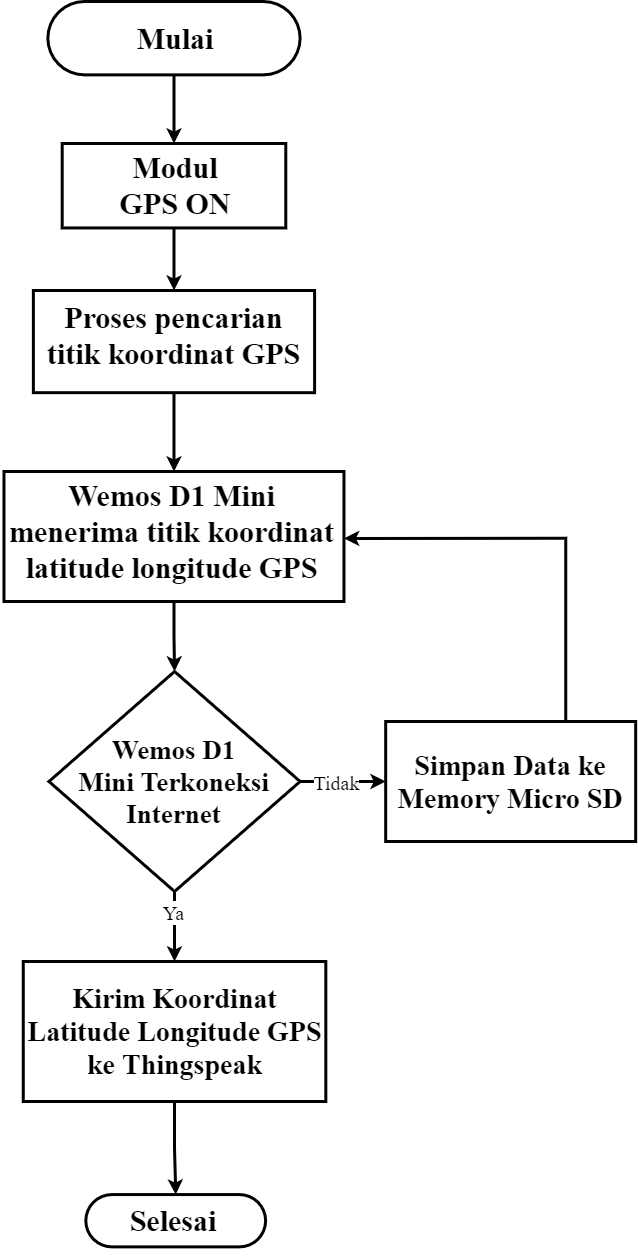 Mulai
Modul
GPS ON
Proses pencarian
titik koordinat GPS
Wemos D1 Mini
menerima titik koordinat
latitude longitude GPS
Wemos D1
Mini Terkoneksi
Internet
Tidak
Simpan Data ke
Memory Micro SD
Ya
Kirim Koordinat
Latitude Longitude GPS
ke Thingspeak
Selesai